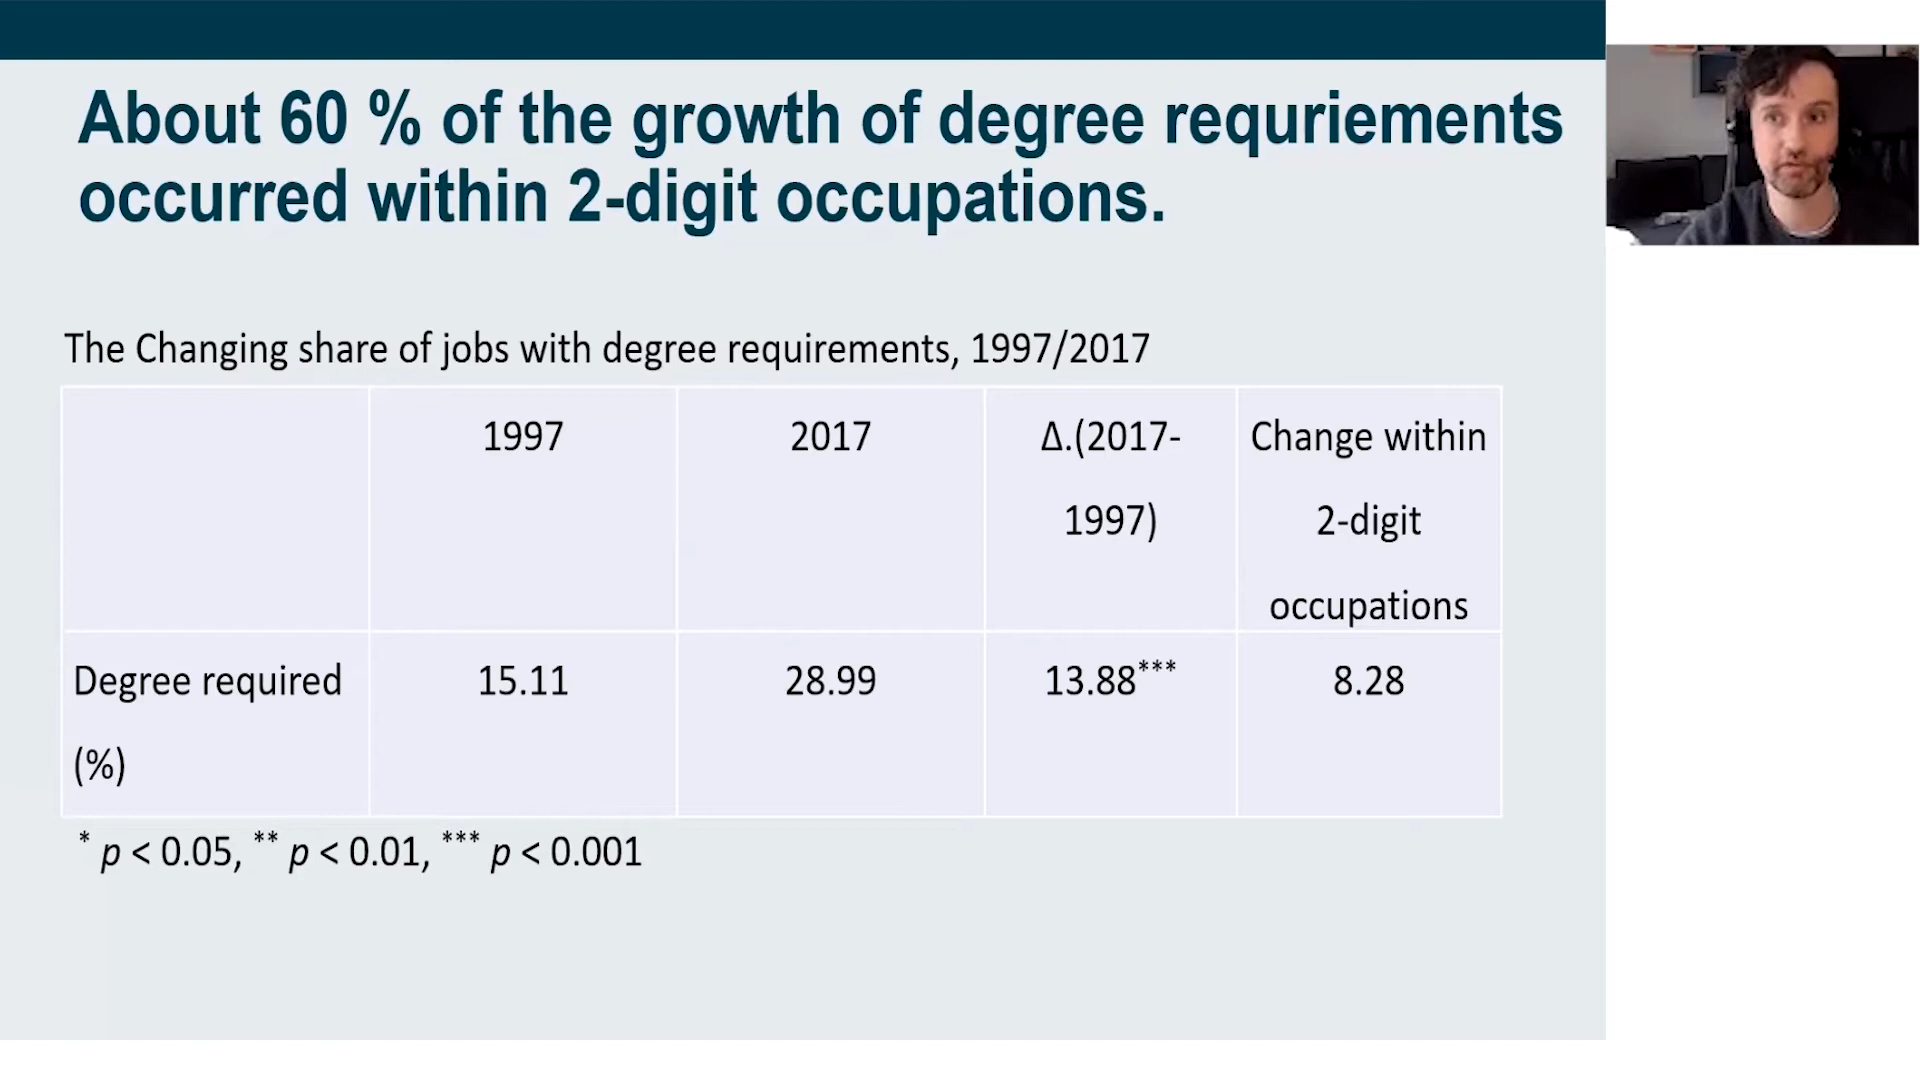 About 60 % of the growth of degree requriements
occurred within 2-digit occupations.
The Changing share of jobs with degree requirements, 1997/2017
1997 2017 Δ.(2017- Change within
1997) 2-digit
occupations
Degree required 15.11 28.99 13.88*** 8.28
(%)
* p < 0.05, ** p < 0.01, *** p < 0.001